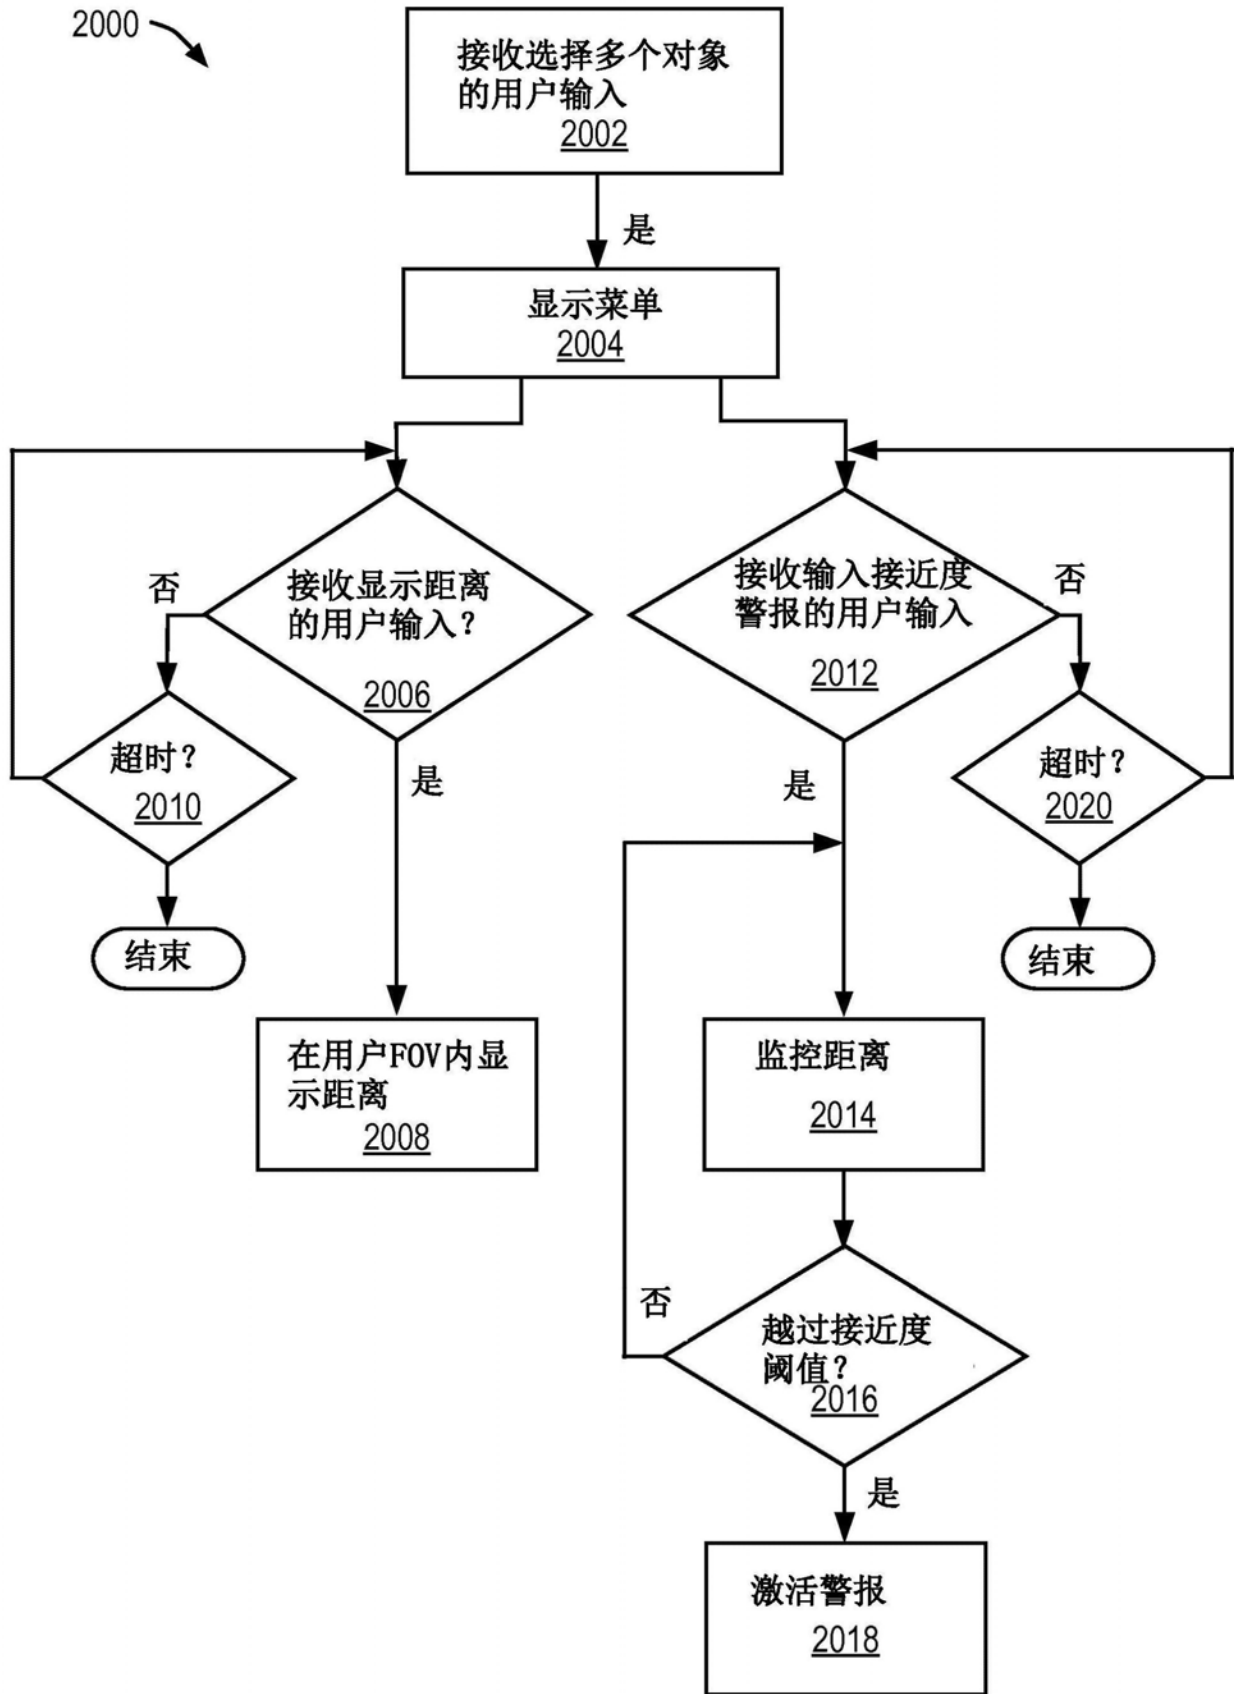 2000
接收选择多个对象
的用户输入
2002
是
显示菜单
2004
否
接收显示距离
的用户输入?
2006
接收输入接近度
警报的用户输入
2012
否
超时?
2010
是
是
超时?
2020
结束
结束
在用户FOV内显
示距离
2008
监控距离
2014
否
越过接近度
阈值?
2016
是
激活警报
2018